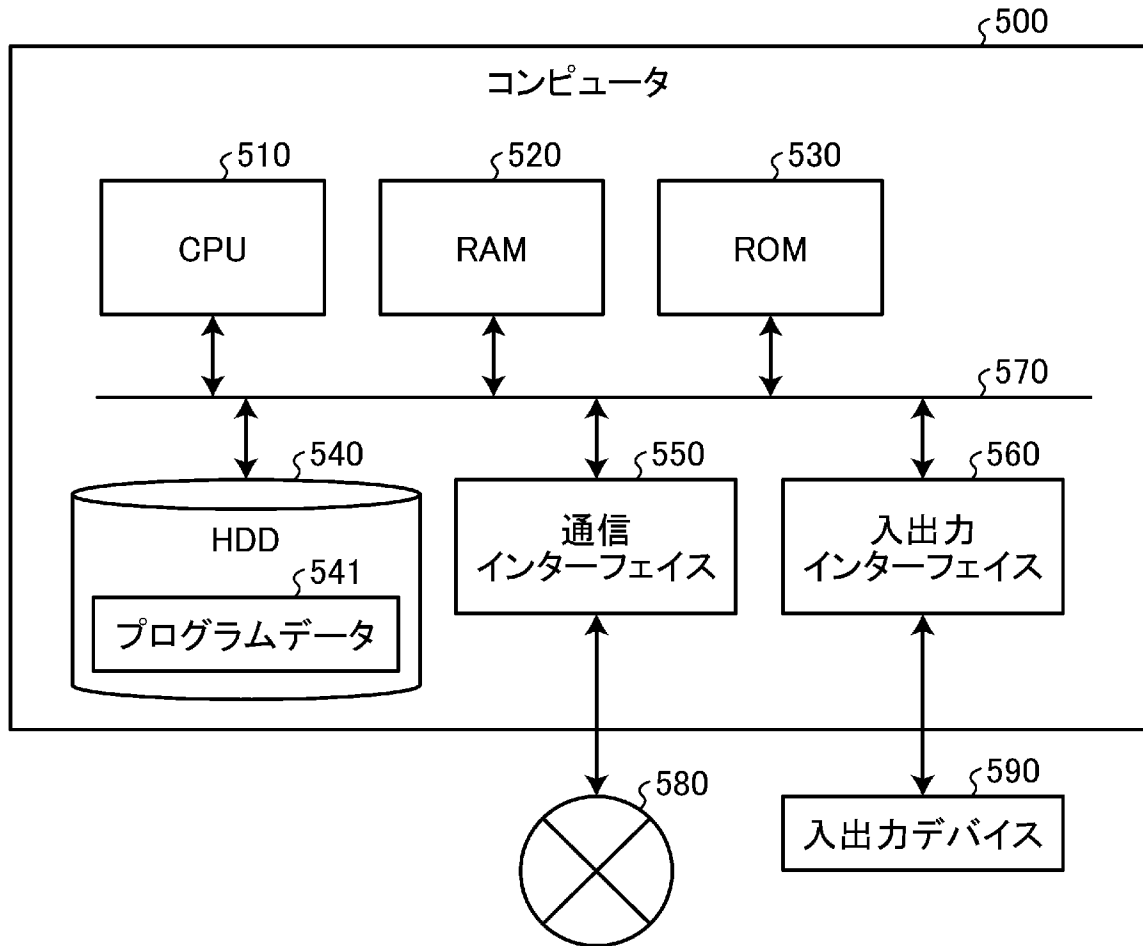 500
コンピュータ
510
520
530
CPU
RAM
ROM
570
540
550
560
HDD
通信
インターフェイス
入出力
インターフェイス
541
プログラムデータ
580
590
入出力デバイス